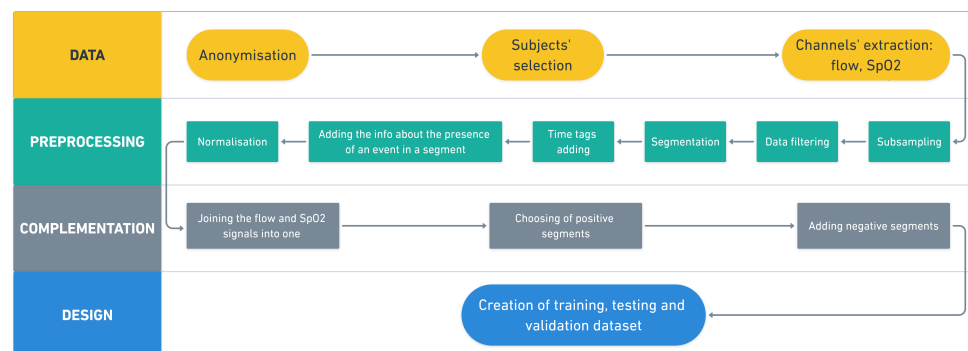 DATA
Anonymisation
Subjects'
selection
Channels' extraction:
flow, SpO2
PREPROCESSING
Normalisation
Adding the info about the presence
of an event in a segment
Time tags
adding
Segmentation
Data filtering
Subsampling
COMPLEMENTATION
Joining the flow and SpO2
signals into one
Choosing of positive
segments
Adding negative segments
DESIGN
Creation of training, testing and
validation dataset